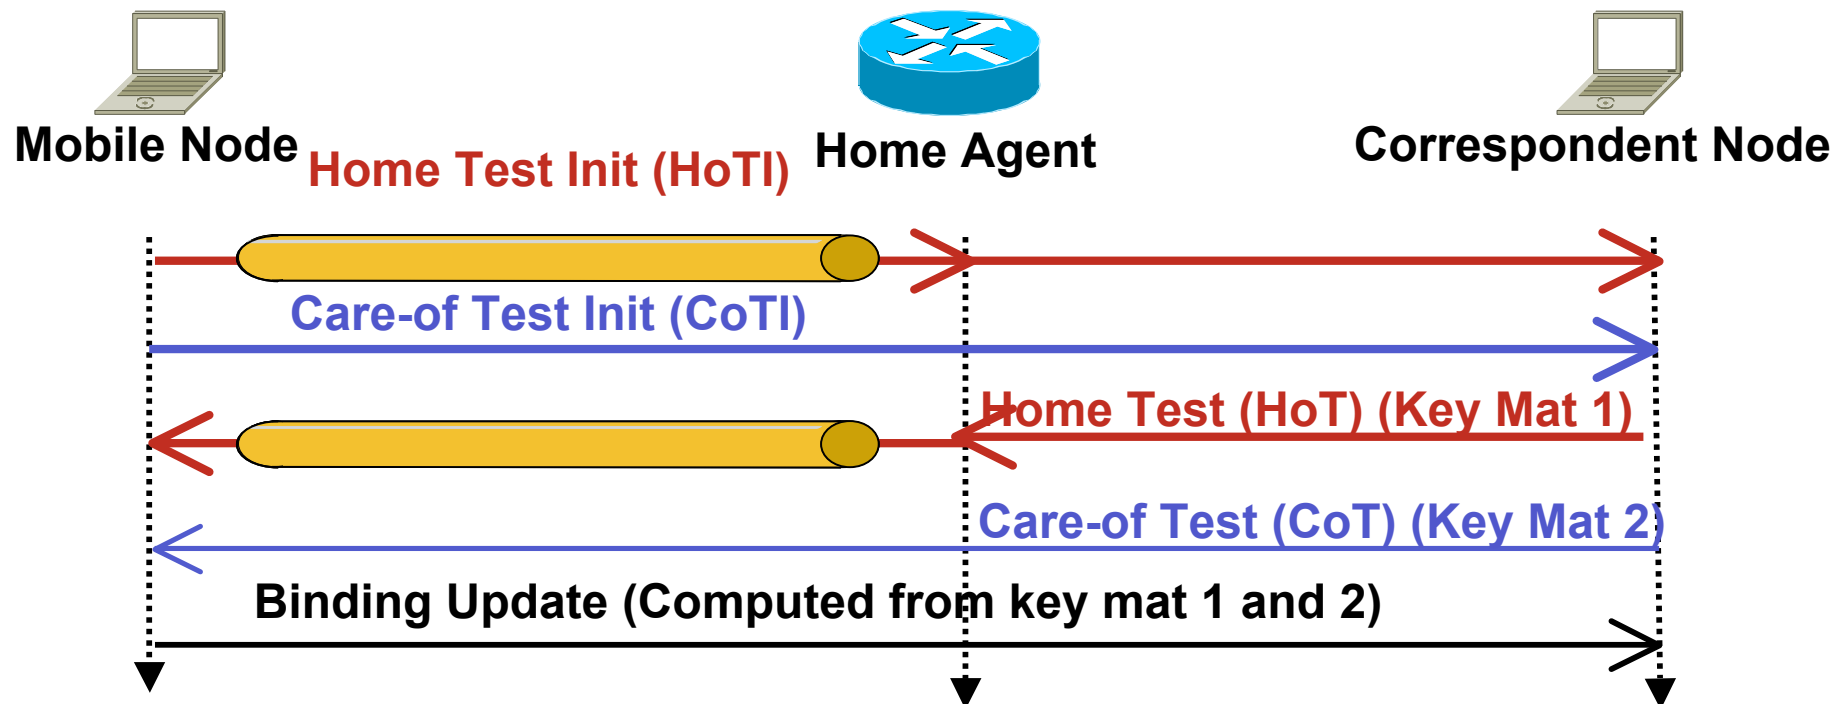 Mobile Node
Home Agent
Correspondent Node
Home Test Init (HoTI)
Care-of Test Init (CoTI)
Home Test (HoT) (Key Mat 1)
Care-of Test (CoT) (Key Mat 2)
Binding Update (Computed from key mat 1 and 2)